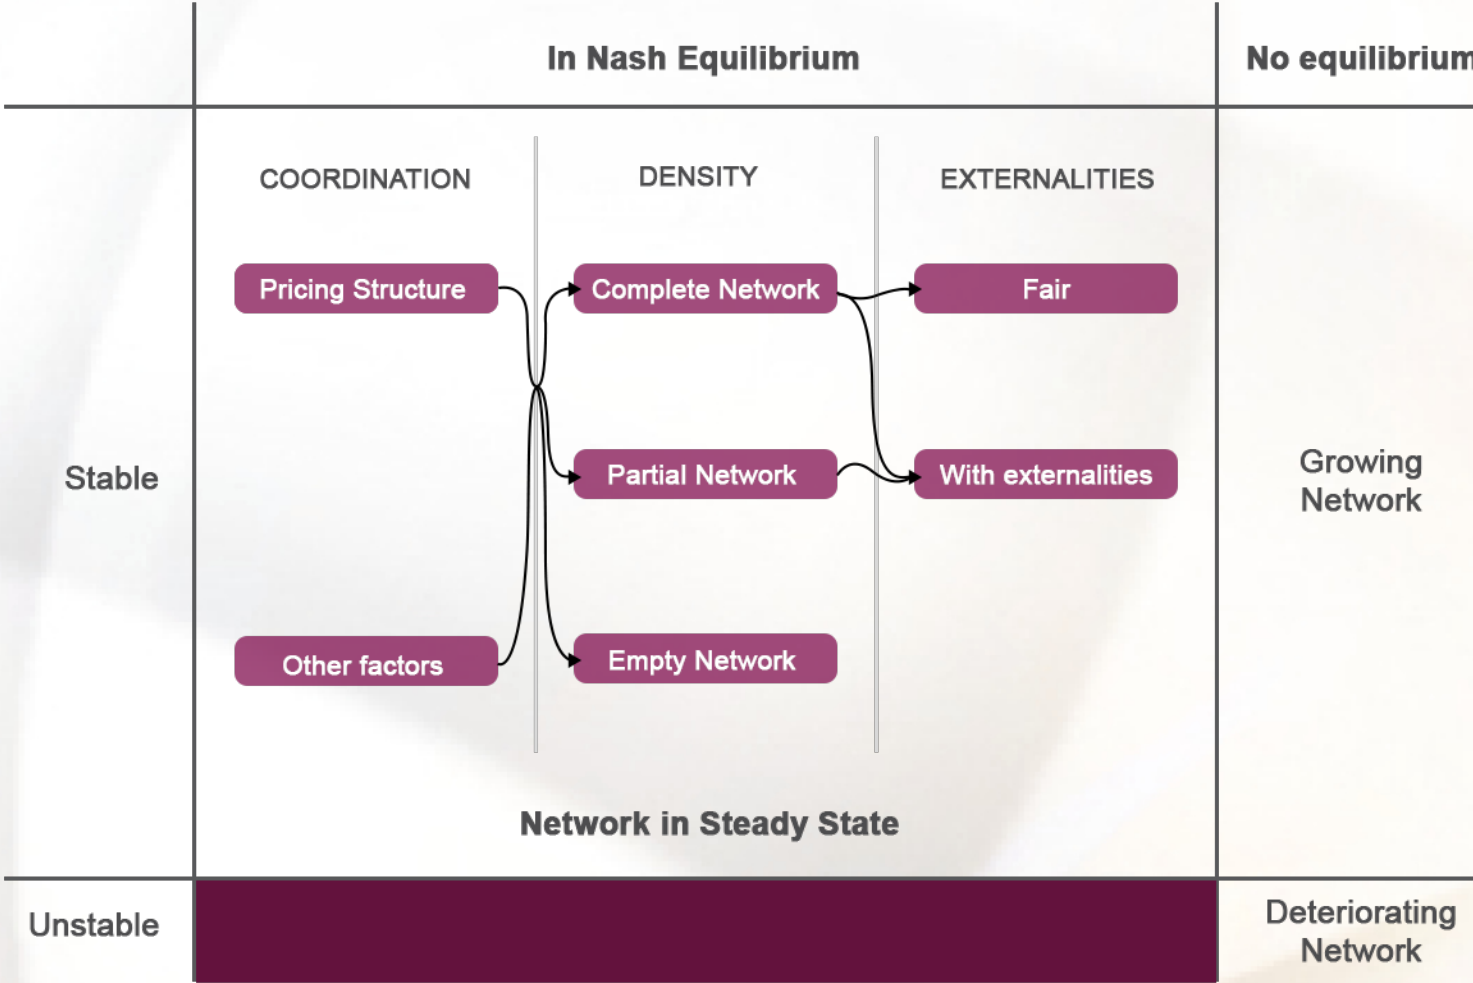 In Nash Equilibrium
No equilibrium
COORDINATION
DENSITY
EXTERNALITIES
Pricing Structure
Complete Network
Fair
Stable
Partial Network
With externalities
Growing
Network
Other factors
Empty Network
Network in Steady State
Unstable
Deteriorating
Network